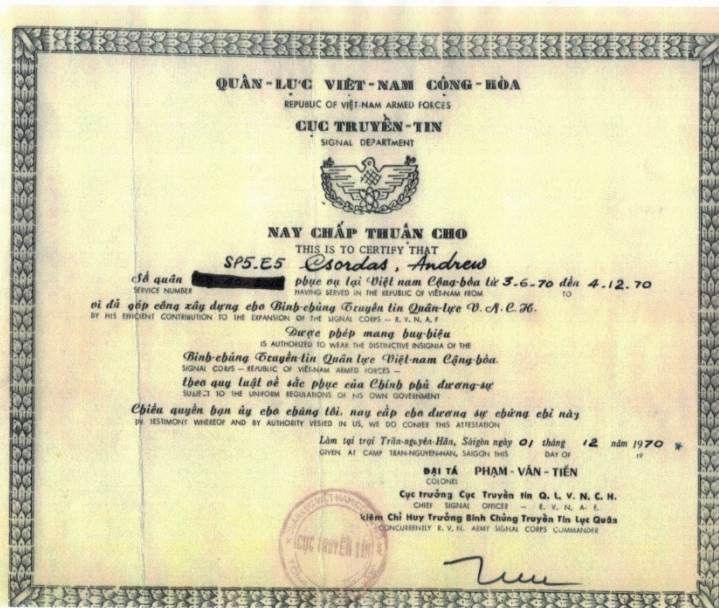 QUÂN-LỰC VIỆT-NAM CỘNG-HÒA
REPUBLIC OF VIỆT-NAM ARMED FORCES
CỤC TRUYỀN-TIN
SIGNAL DEPARTMENT
NAY CHẤP THUẬN CHO
THIS IS TO CERTIFY THAT
SP5.E5 Csordas, Andrew
Số quân phục vụ tại Việt-nam Cộng-hòa từ 3-6-70 đến 4.12.70
SERVICE NUMBER HAVING SERVED IN THE REPUBLIC OF VIỆT-NAM FROM TO
vì đã góp công xây dựng cho Binh-chủng Truyền-tin Quân-lực V.N.C.H.
BY HIS EFFICIENT CONTRIBUTION TO THE EXPANSION OF THE SIGNAL CORPS — R. V. N. A. F
Được phép mang huy-hiệu
IS AUTHORIZED TO WEAR THE DISTINCTIVE INSIGNIA OF THE
Binh-chủng Truyền-tin Quân lực Việt-nam Cộng-hòa.
SIGNAL CORPS — REPUBLIC OF VIỆT-NAM ARMED FORCES —
theo quy luật về sắc phục của Chính phủ đương-sự
SUBJECT TO THE UNIFORM REGULATIONS OF HIS OWN GOVERNMENT
Chiếu quyền hạn ủy cho chúng tôi, nay cấp cho đương sự chứng chỉ này
IN TESTIMONY WHEREOF AND BY AUTHORITY VESTED IN US, WE DO CONFER THIS ATTESTATION
Làm tại trại Trần-nguyên-Hãn, Sàigòn ngày 01 tháng 12 năm 1970 *
GIVEN AT CAMP TRAN-NGUYEN-HAN, SAIGON THIS DAY OF 19
ĐẠI TÁ PHẠM-VĂN-TIẾN
COLONEL
Cục trưởng Cục Truyền tin Q. L. V. N. C. H.
CHIEF SIGNAL OFFICER — R. V. N. A. F.
kiêm Chỉ Huy Trưởng Binh Chủng Truyền Tin Lục Quân
CONCURRENTLY R. V. N. ARMY SIGNAL CORPS COMMANDER
CỤC TRUYỀN TIN